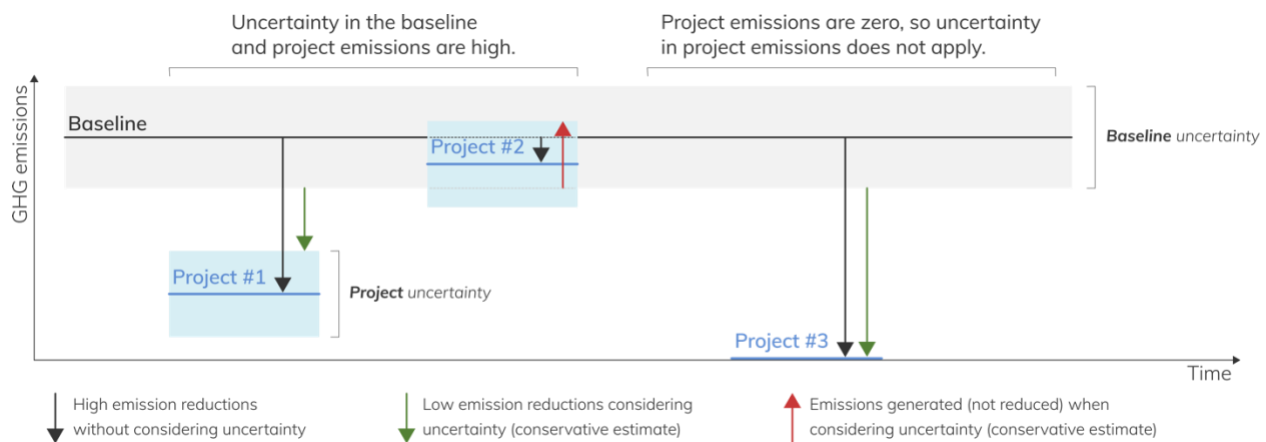 Uncertainty in the baseline
and project emissions are high.
Project emissions are zero, so uncertainty
in project emissions does not apply.
GHG emissions
Baseline
Project #2
Baseline uncertainty
Project #1
Project uncertainty
Project #3
Time
High emission reductions
without considering uncertainty
Low emission reductions considering
uncertainty (conservative estimate)
Emissions generated (not reduced) when
considering uncertainty (conservative estimate)